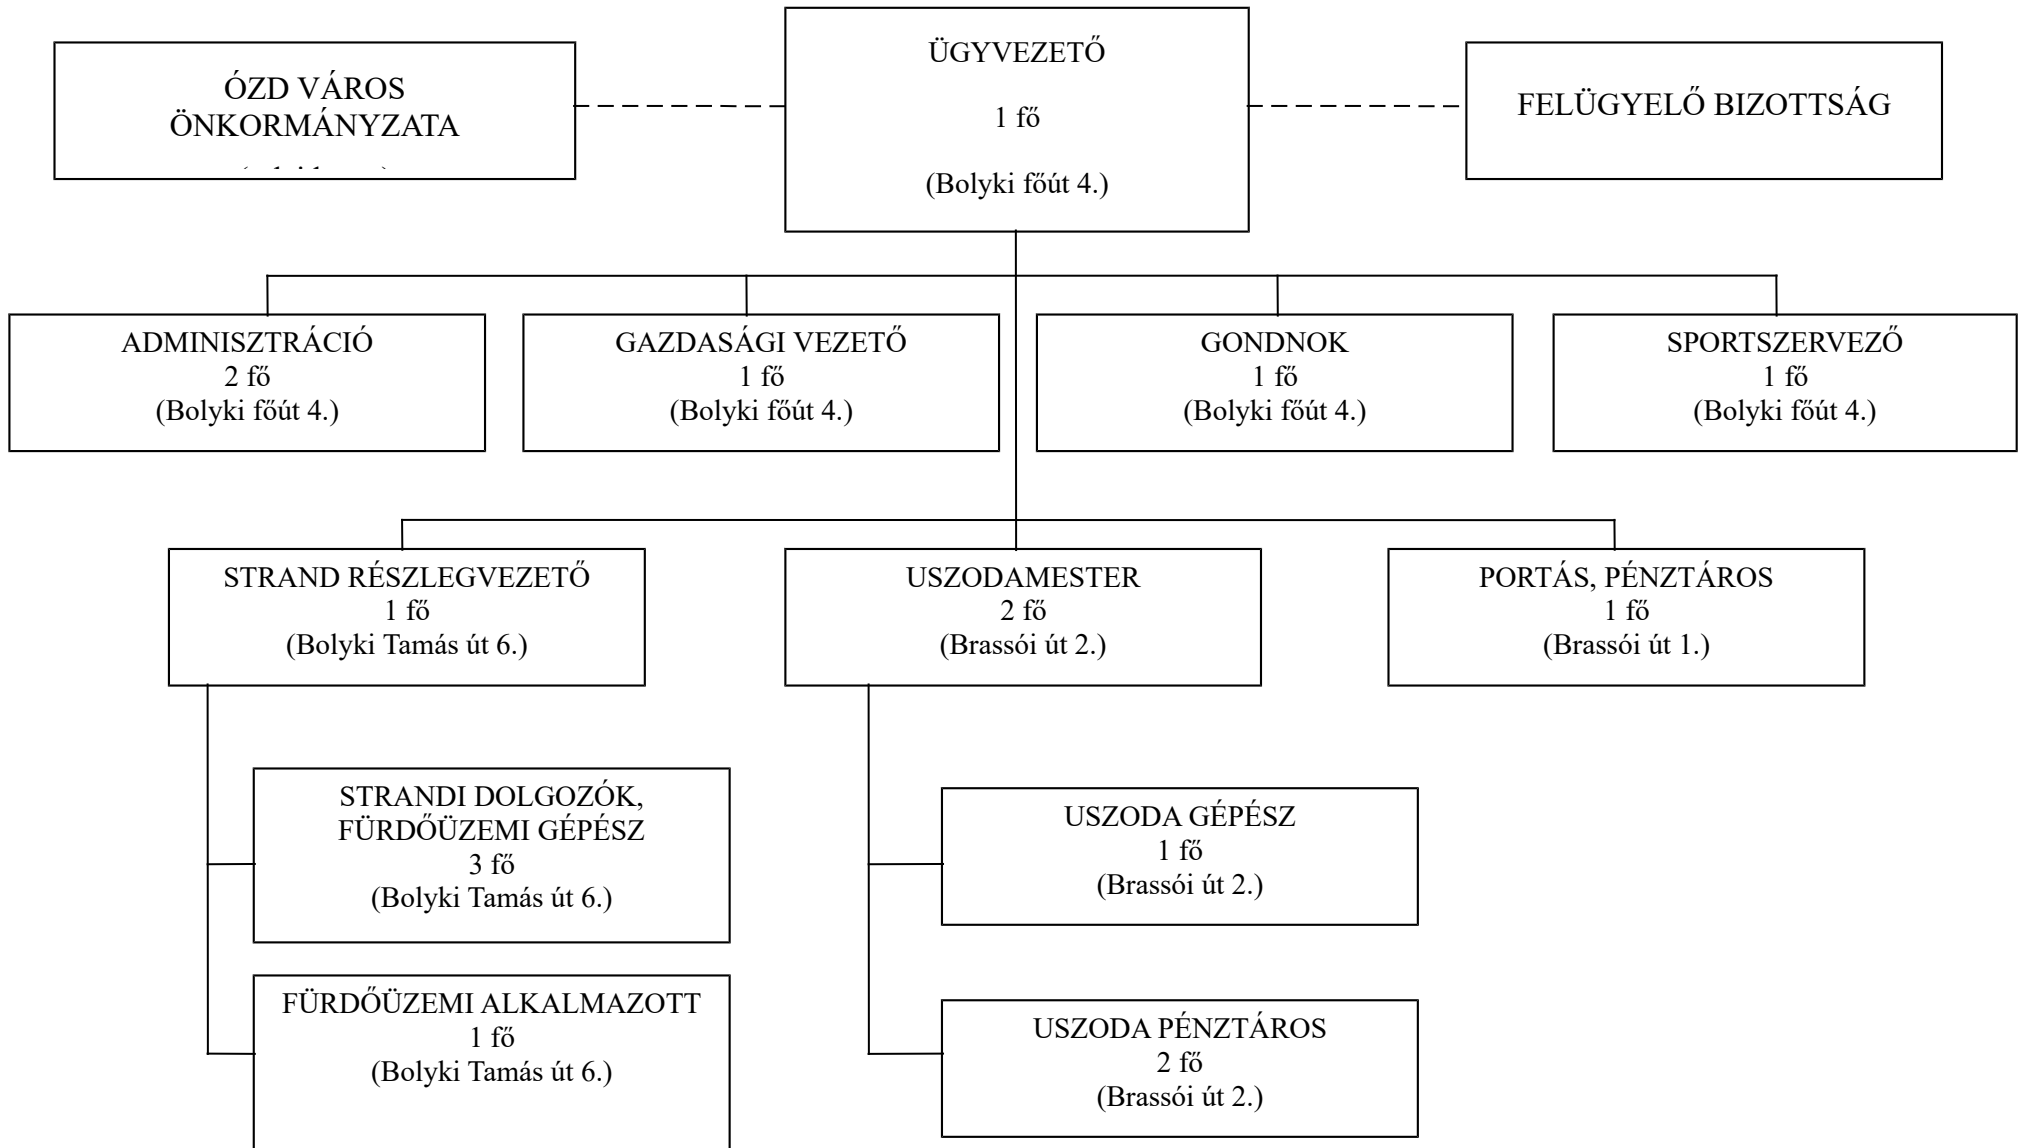 ÓZD VÁROS
ÖNKORMÁNYZATA
ÜGYVEZETŐ
1 fő
(Bolyki főút 4.)
FELÜGYELŐ BIZOTTSÁG
ADMINISZTRÁCIÓ
2 fő
(Bolyki főút 4.)
GAZDASÁGI VEZETŐ
1 fő
(Bolyki főút 4.)
GONDNOK
1 fő
(Bolyki főút 4.)
SPORTSZERVEZŐ
1 fő
(Bolyki főút 4.)
STRAND RÉSZLEGVEZETŐ
1 fő
(Bolyki Tamás út 6.)
USZODAMESTER
2 fő
(Brassói út 2.)
PORTÁS, PÉNZTÁROS
1 fő
(Brassói út 1.)
STRANDI DOLGOZÓK,
FÜRDŐÜZEMI GÉPÉSZ
3 fő
(Bolyki Tamás út 6.)
FÜRDŐÜZEMI ALKALMAZOTT
1 fő
(Bolyki Tamás út 6.)
USZODA GÉPÉSZ
1 fő
(Brassói út 2.)
USZODA PÉNZTÁROS
2 fő
(Brassói út 2.)